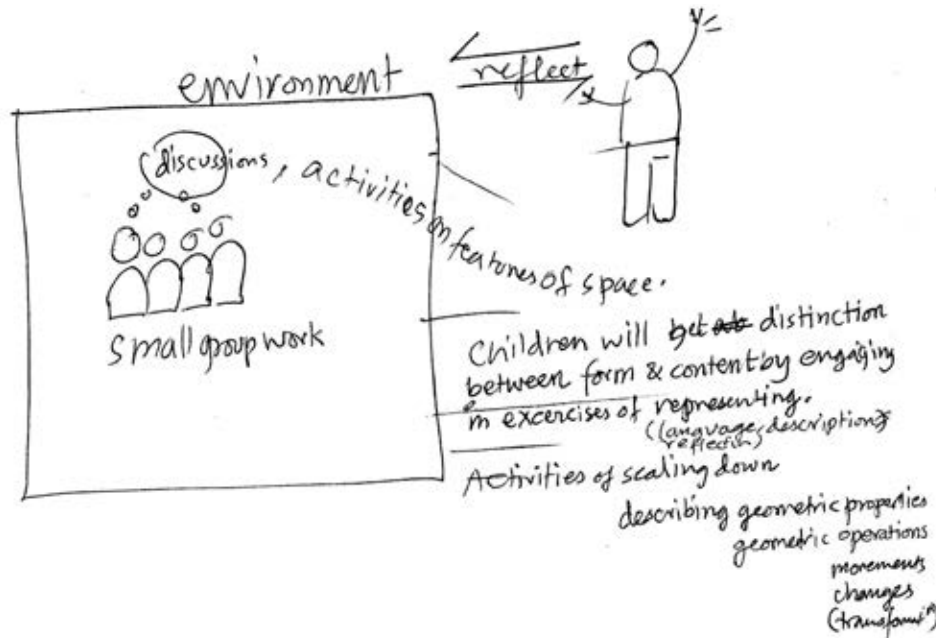 environment
reflect
discussions, activities on features of space.
small group work
Children will get distinction
between form & content by engaging
in excercises of representing.
(language, description,
reflection)
Activities of scaling down
describing geometric properties
geometric operations
movements
changes